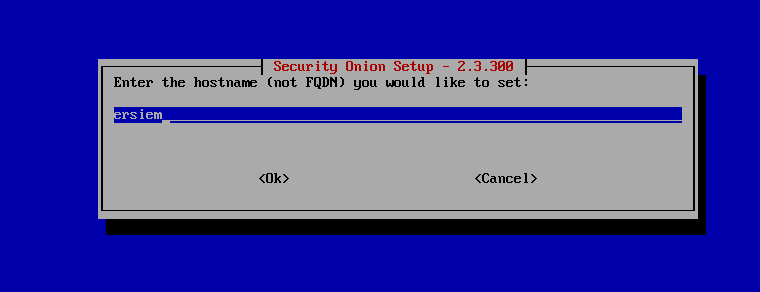 Security Onion Setup - 2.3.300
Enter the hostname (not FQDN) you would like to set:
ersiem
<Ok> <Cancel>